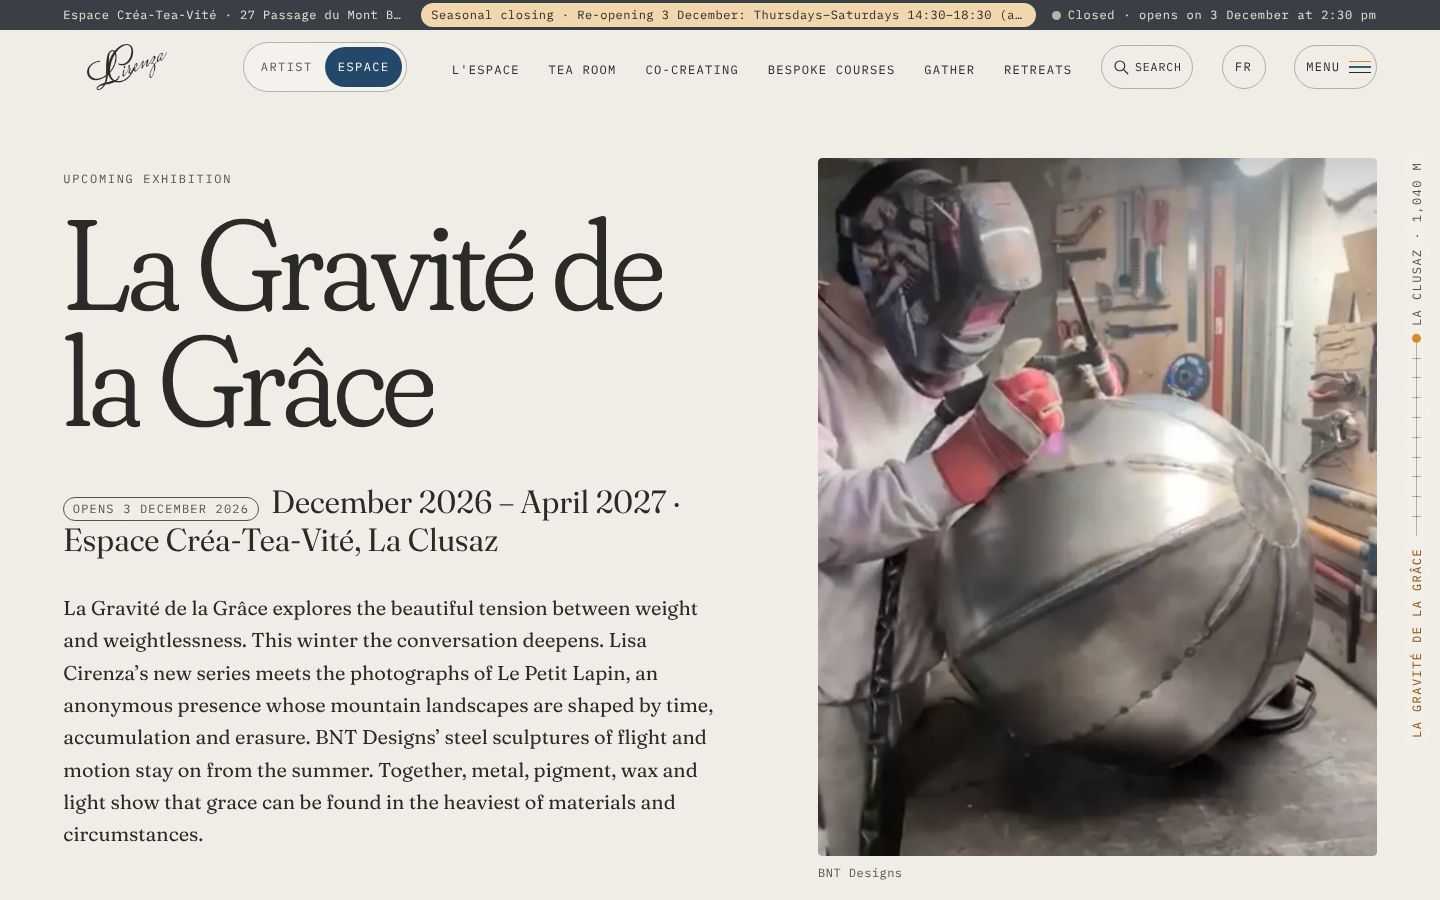 Espace Créa-Tea-Vité · 27 Passage du Mont B…
Seasonal closing · Re-opening 3 December: Thursdays–Saturdays 14:30–18:30 (a…
Closed · opens on 3 December at 2:30 pm
Cirenza
ARTIST
ESPACE
L'ESPACE
TEA ROOM
CO-CREATING
BESPOKE COURSES
GATHER
RETREATS
SEARCH
FR
MENU
UPCOMING EXHIBITION
La Gravité de
la Grâce
OPENS 3 DECEMBER 2026 December 2026 – April 2027 ·
Espace Créa-Tea-Vité, La Clusaz
La Gravité de la Grâce explores the beautiful tension between weight
and weightlessness. This winter the conversation deepens. Lisa
Cirenza’s new series meets the photographs of Le Petit Lapin, an
anonymous presence whose mountain landscapes are shaped by time,
accumulation and erasure. BNT Designs’ steel sculptures of flight and
motion stay on from the summer. Together, metal, pigment, wax and
light show that grace can be found in the heaviest of materials and
circumstances.
BNT Designs
LA CLUSAZ · 1,040 M
LA GRAVITÉ DE LA GRÂCE